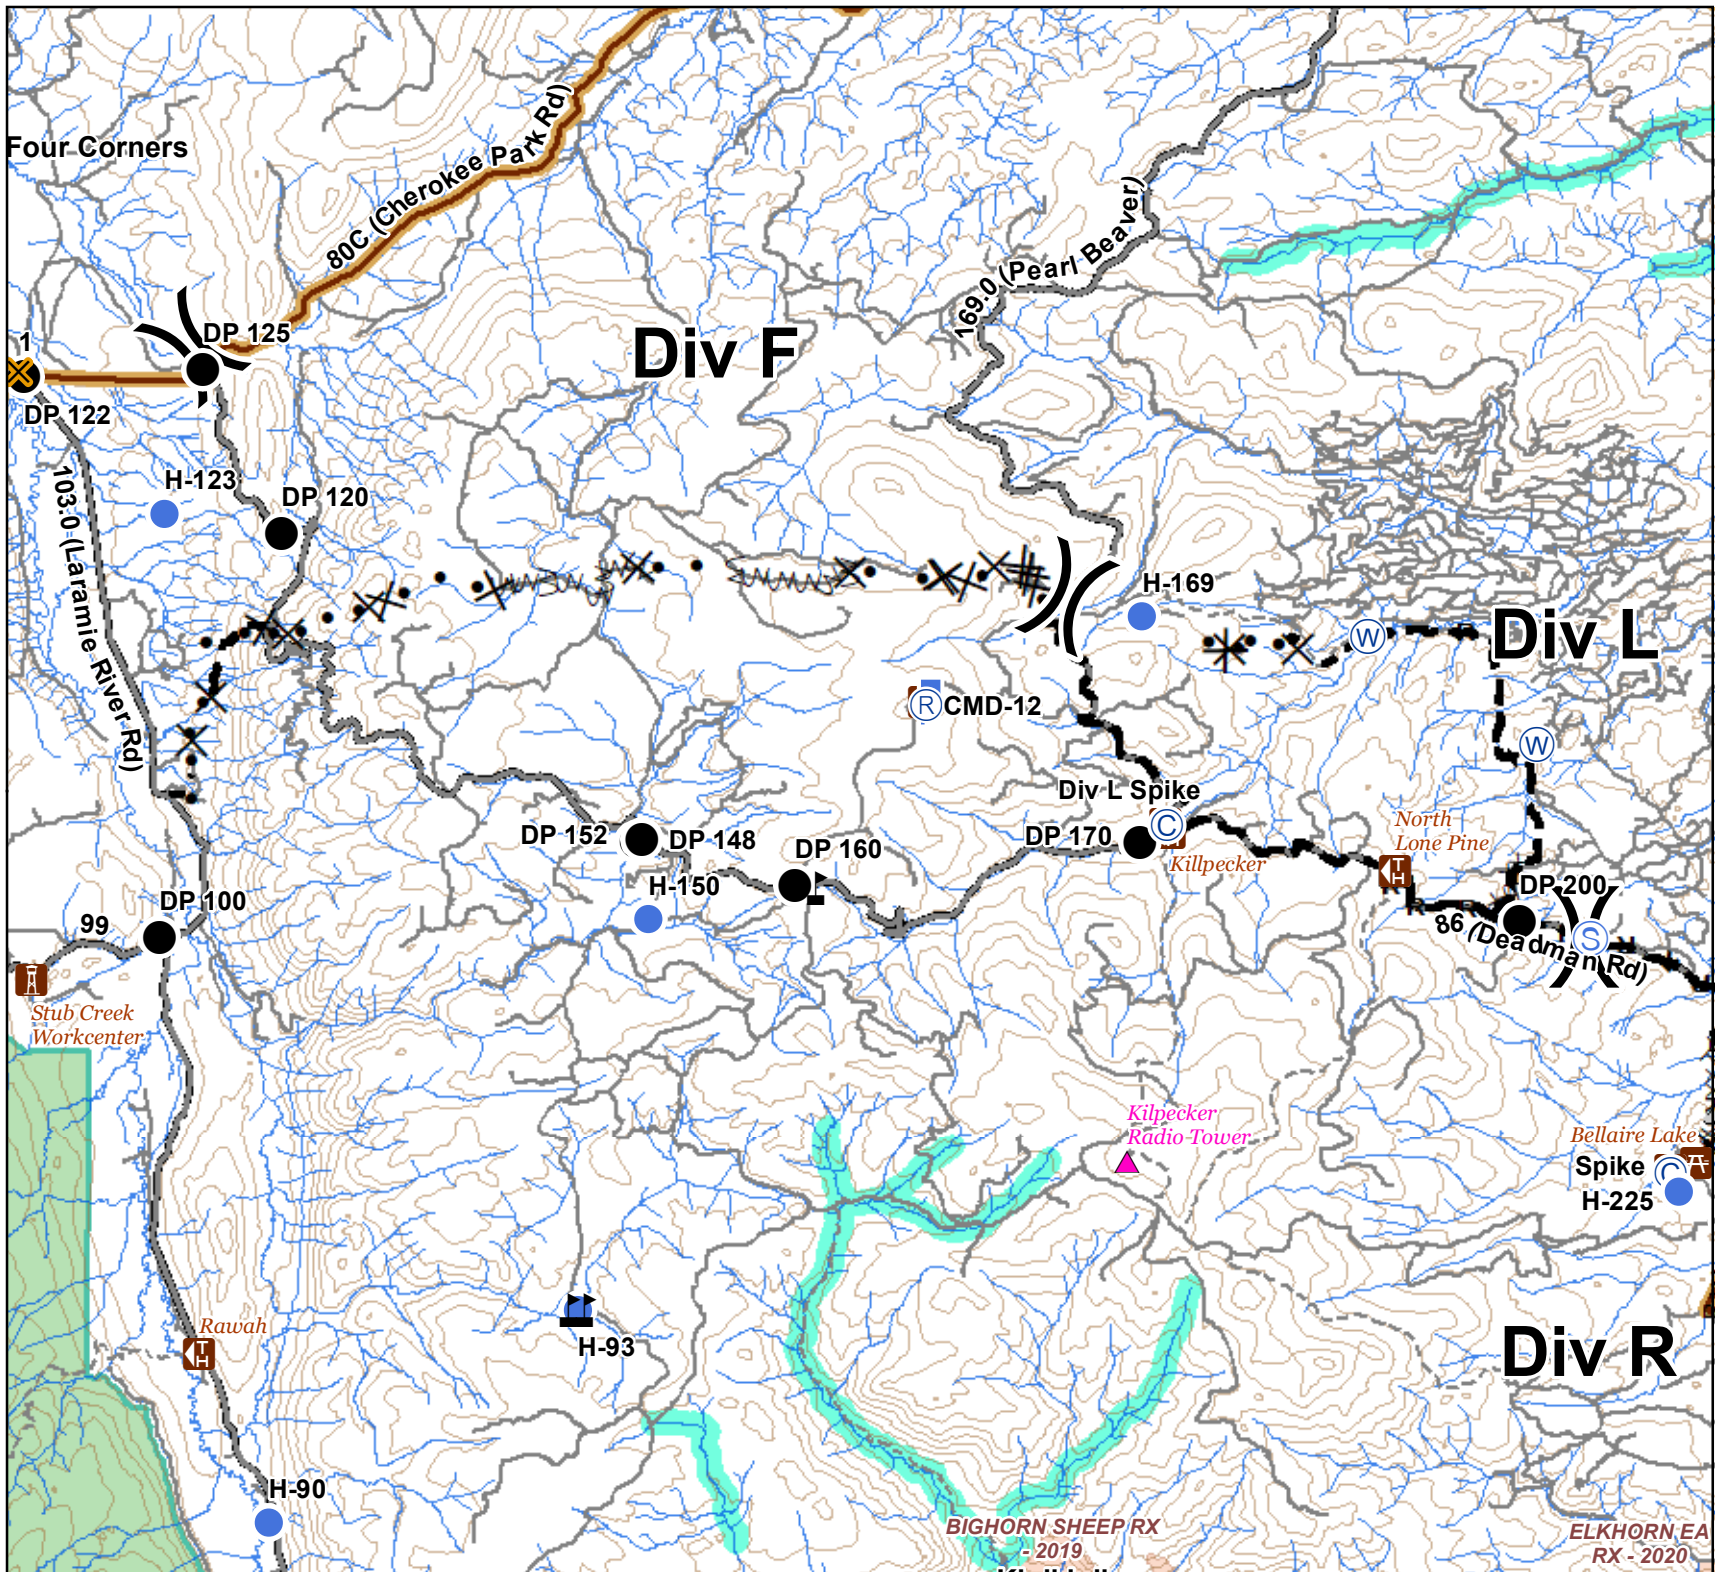 Four Corners
80C (Cherokee Park Rd)
169.0 (Pearl Beaver)
DP 125
1
Div F
DP 122
H-123
DP 120
103.0 (Laramie River Rd)
H-169
W
Div L
R
CMD-12
W
Div L Spike
C
DP 152
DP 148
DP 160
DP 170
Killpecker
North
Lone Pine
TH
H-150
DP 200
DP 100
99
86 (Deadman Rd)
S
Stub Creek
Workcenter
Kilpecker
Radio Tower
Bellaire Lake
Spike
C
H-225
Rawah
TH
H-93
Div R
H-90
BIGHORN SHEEP RX
- 2019
ELKHORN EA
RX - 2020